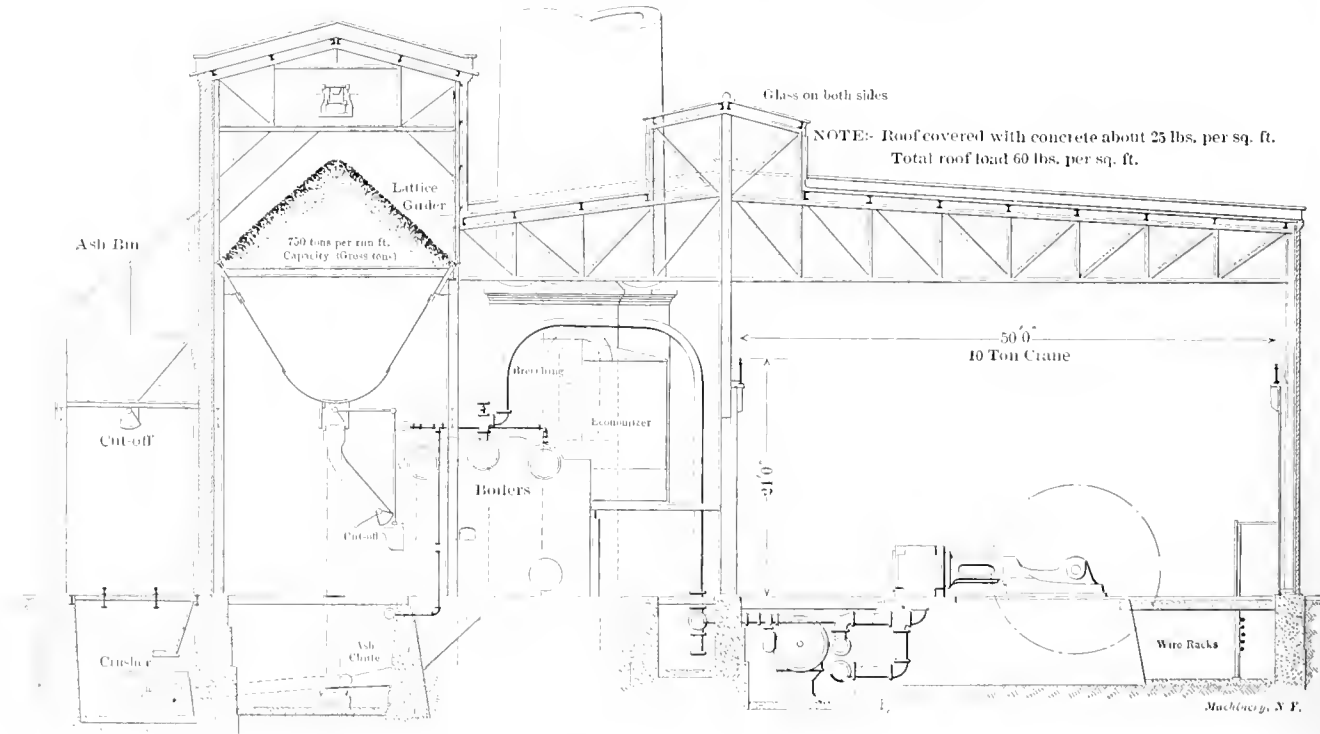 Glass on both sides
NOTE:- Roof covered with concrete about 25 lbs. per sq. ft.
Total roof load 60 lbs. per sq. ft.
Lattice
Girder
Ash Bin
750 tons per run ft.
Capacity (Gross tons)
50'0"
10 Ton Crane
Breeching
Cut-off
Economizer
21'0"
Boilers
Cut-off
Ash
Chute
Crusher
Wire Racks
Machinery, N.Y.